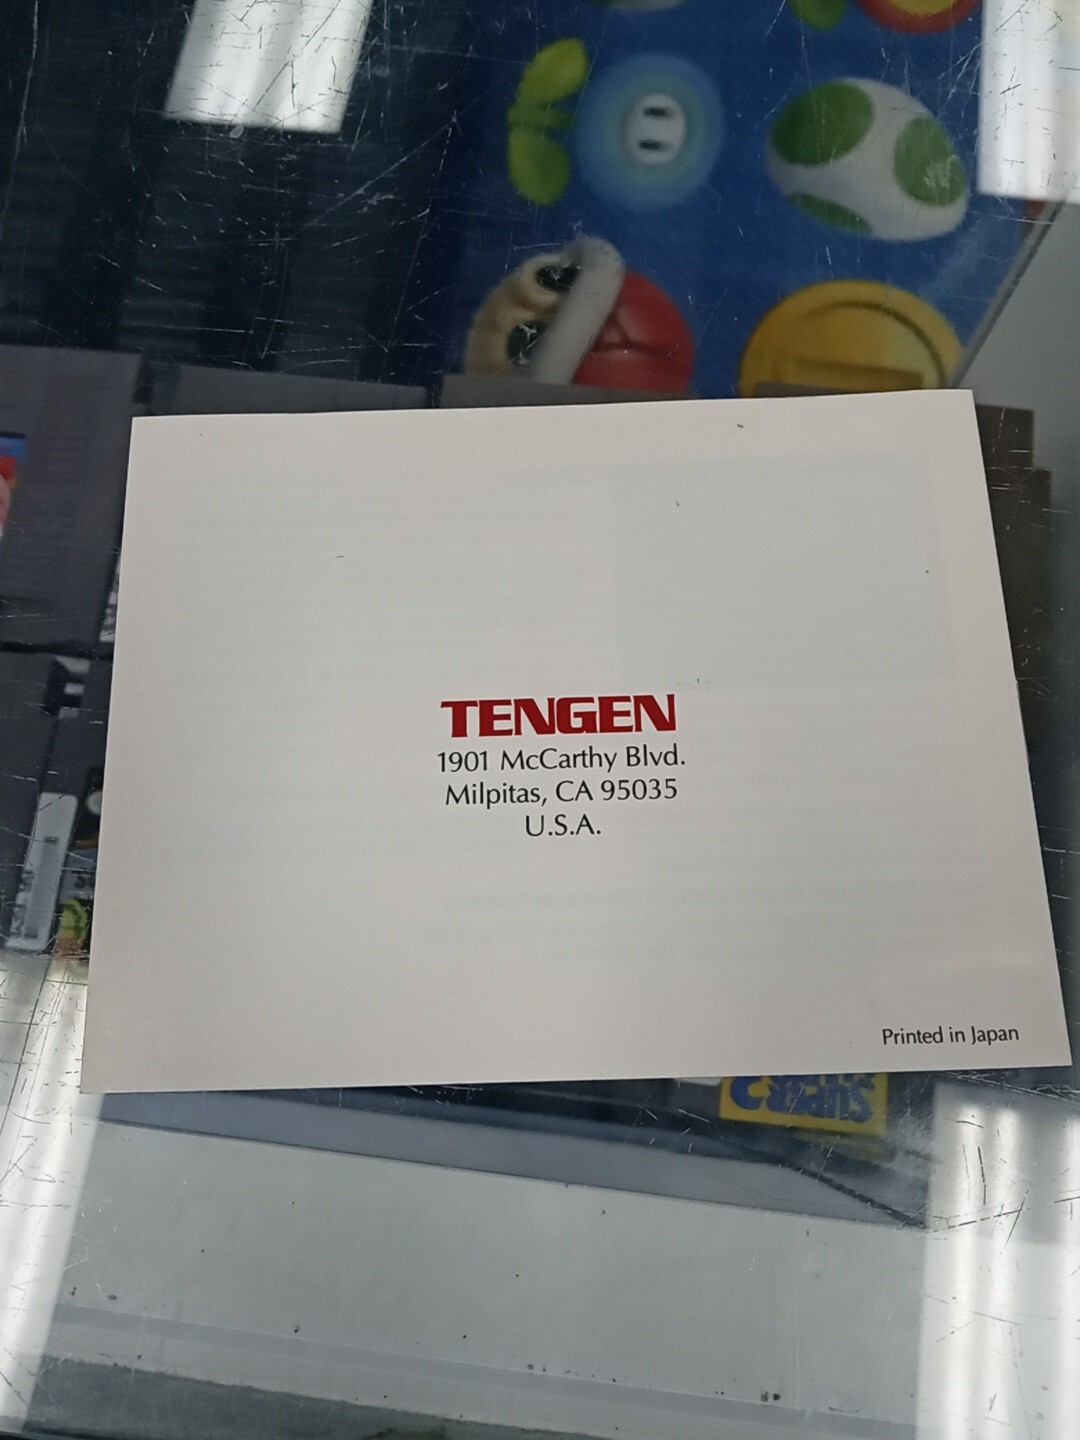 TENGEN
1901 McCarthy Blvd.
Milpitas, CA 95035
U.S.A.
Printed in Japan